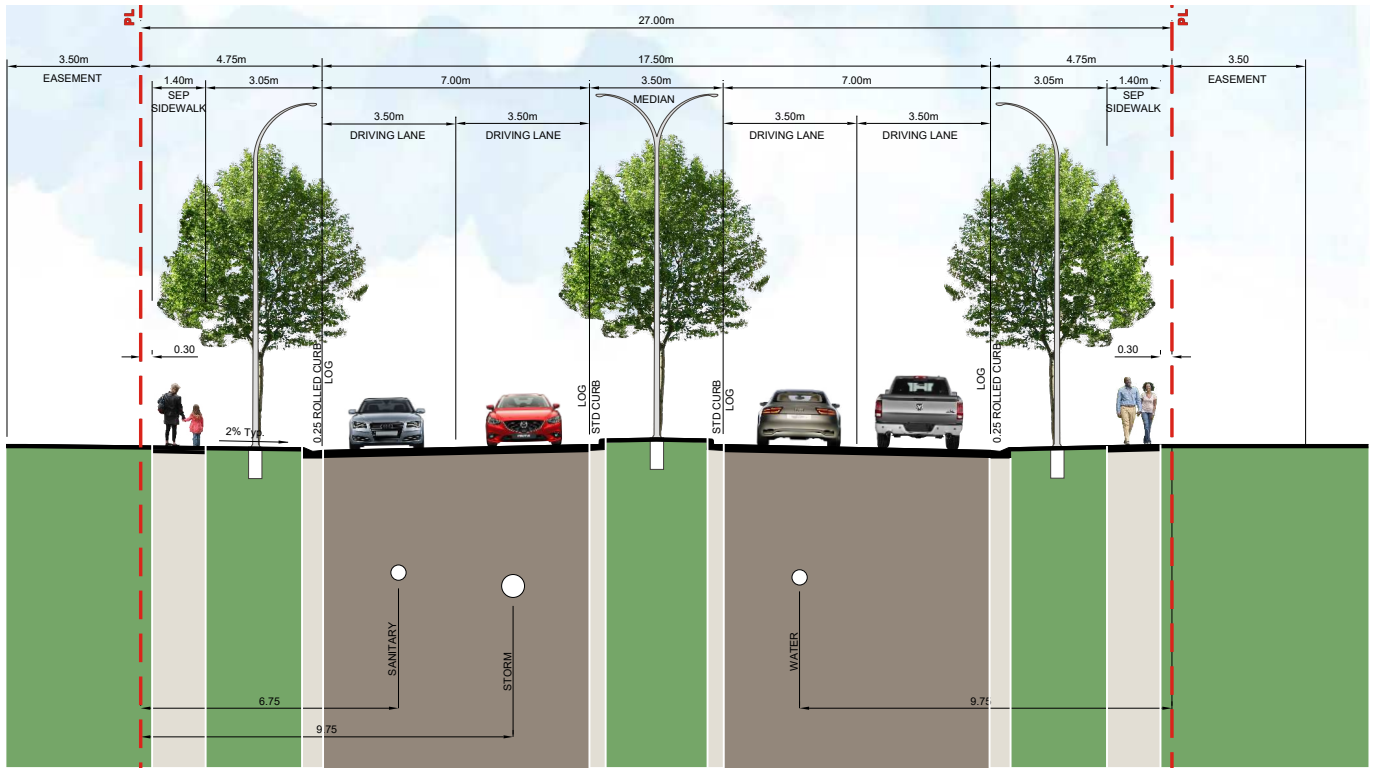 PL
PL
27.00m
3.50m
4.75m
17.50m
4.75m
3.50
EASEMENT
EASEMENT
1.40m
3.05m
7.00m
3.50m
7.00m
3.05m
1.40m
SEP
SIDEWALK
MEDIAN
SEP
SIDEWALK
3.50m
3.50m
3.50m
3.50m
DRIVING LANE
DRIVING LANE
DRIVING LANE
DRIVING LANE
0.30
0.30
0.25 ROLLED CURB
LOG
LOG
STD CURB
STD CURB
LOG
LOG
0.25 ROLLED CURB
2% Typ.
SANITARY
STORM
WATER
6.75
9.75
9.75